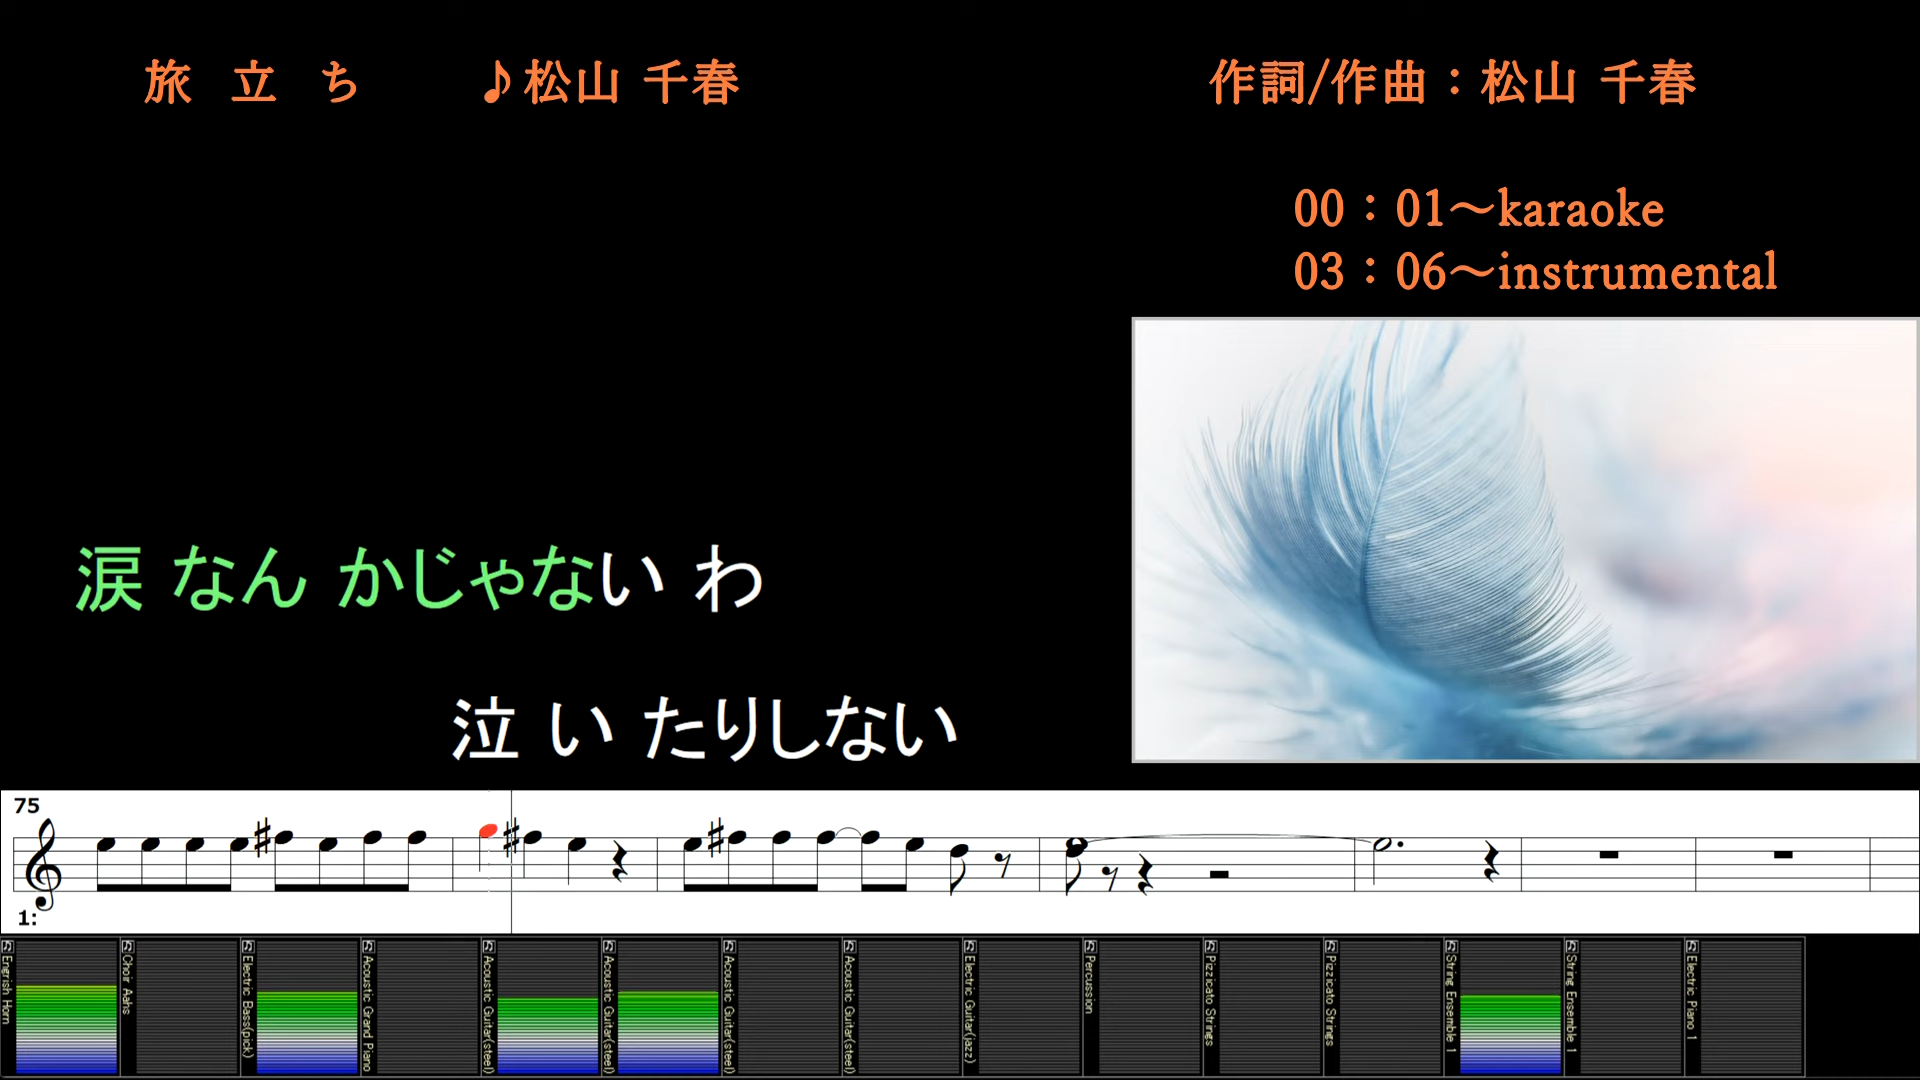 旅 立 ち ♪松山 千春
作詞/作曲：松山 千春
00：01～karaoke
03：06～instrumental
涙 なん かじゃない わ
泣 い たりしない
75
1:
Engrish Horn
Choir Aahs
Electric Bass(pick)
Acoustic Grand Piano
Acoustic Guitar(steel)
Acoustic Guitar(steel)
Acoustic Guitar(steel)
Acoustic Guitar(steel)
Electric Guitar(jazz)
Percussion
Pizzicato Strings
Pizzicato Strings
String Ensemble 1
String Ensemble 1
Electric Piano 1